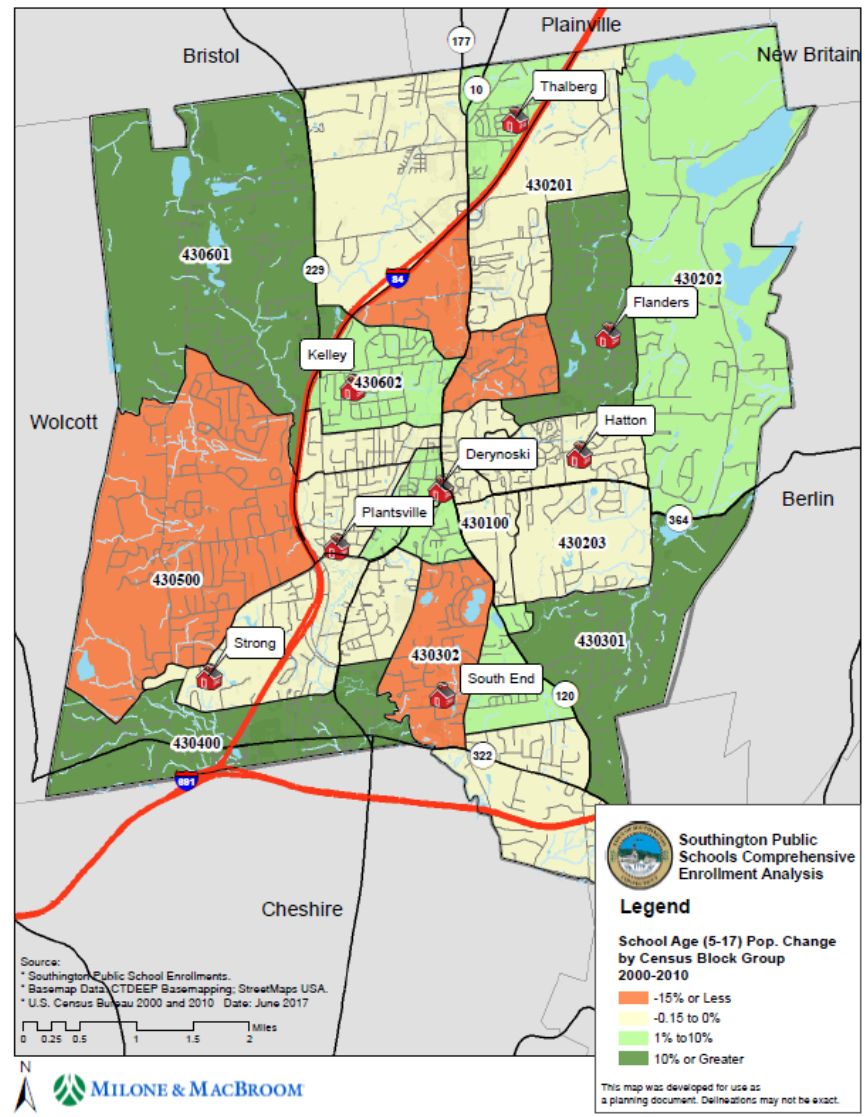 Plainville
Bristol
177
New Britain
10
Thalberg
430201
430601
229
84
430202
Flanders
Kelley
430602
Wolcott
Hatton
Derynoski
Berlin
Plantsville
430100
364
430203
430500
Strong
430302
430301
South End
120
430400
322
691
Cheshire
Southington Public
Schools Comprehensive
Enrollment Analysis
Legend
School Age (5-17) Pop. Change
by Census Block Group
2000-2010
-15% or Less
-0.15 to 0%
1% to10%
10% or Greater
Source:
* Southington Public School Enrollments.
* Basemap Data: CTDEEP Basemapping; StreetMaps USA.
* U.S. Census Bureau 2000 and 2010 Date: June 2017
Miles
0 0.25 0.5 1 1.5 2
This map was developed for use as
a planning document. Delineations may not be exact.
N
MILONE & MACBROOM